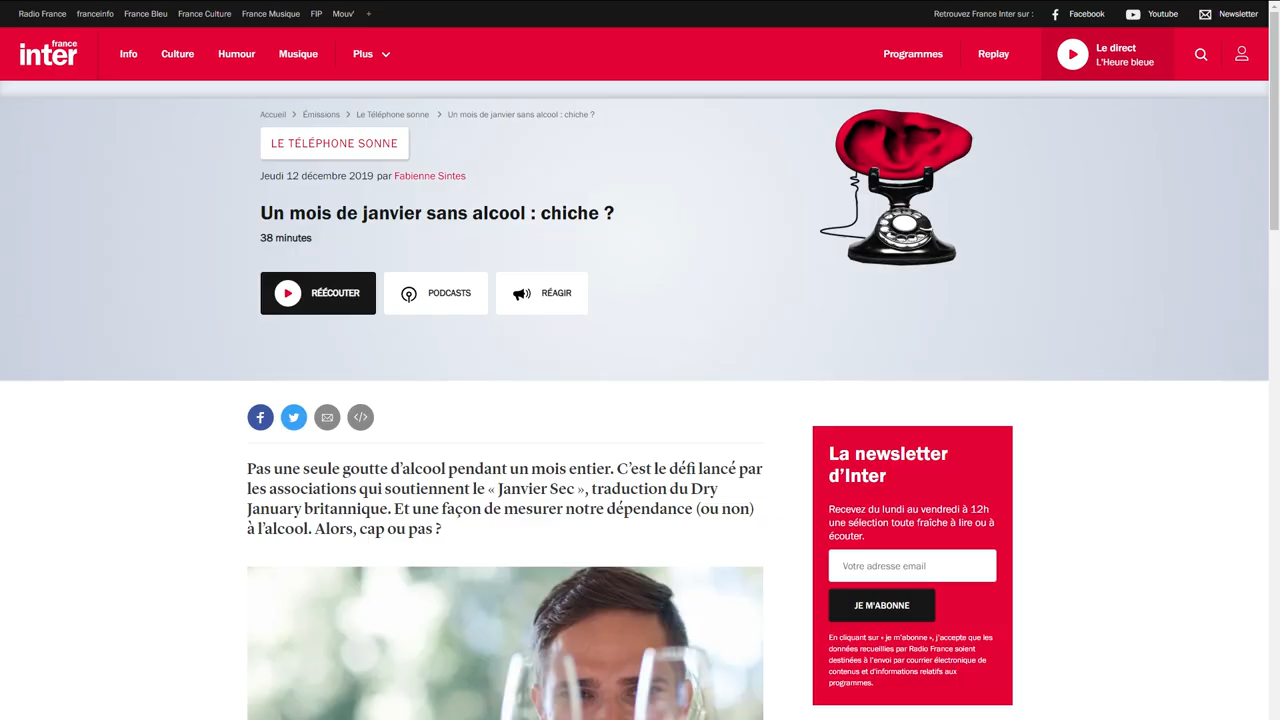 Radio France franceinfo France Bleu France Culture France Musique FIP Mouv' +
Retrouvez France Inter sur : Facebook Youtube Newsletter
france
inter
Info Culture Humour Musique Plus
Programmes Replay
Le direct
L'Heure bleue
Accueil > Émissions > Le Téléphone sonne > Un mois de janvier sans alcool : chiche ?
LE TÉLÉPHONE SONNE
Jeudi 12 décembre 2019 par Fabienne Sintes
Un mois de janvier sans alcool : chiche ?
38 minutes
RÉÉCOUTER
PODCASTS
RÉAGIR
Pas une seule goutte d'alcool pendant un mois entier. C'est le défi lancé par
les associations qui soutiennent le « Janvier Sec », traduction du Dry
January britannique. Et une façon de mesurer notre dépendance (ou non)
à l'alcool. Alors, cap ou pas ?
La newsletter
d'Inter
Recevez du lundi au vendredi à 12h
une sélection toute fraîche à lire ou à
écouter.
Votre adresse email
JE M'ABONNE
En cliquant sur « je m'abonne », j'accepte que les
données recueillies par Radio France soient
destinées à l'envoi par courrier électronique de
contenus et d'informations relatifs aux
programmes.